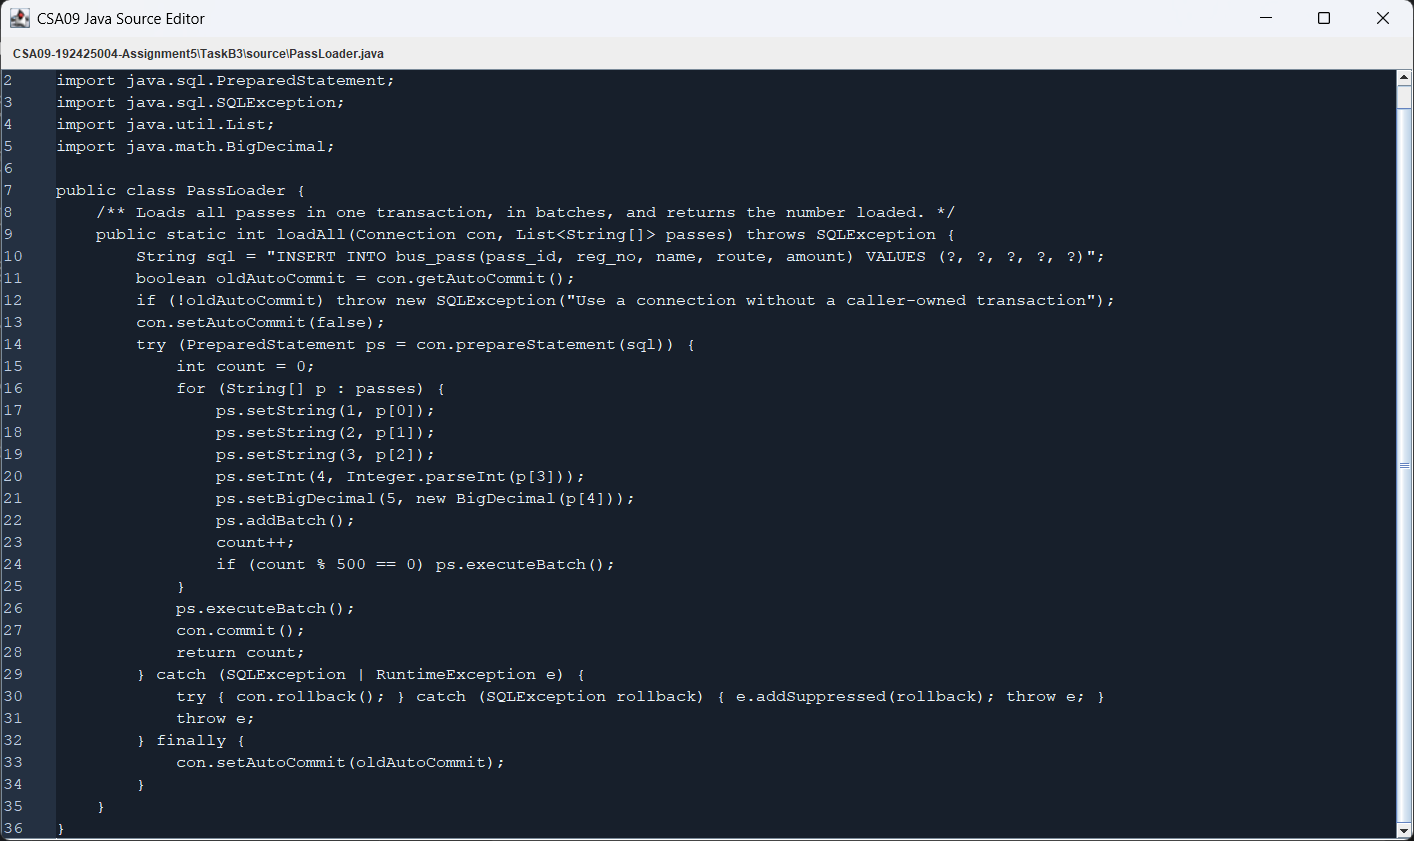 CSA09 Java Source Editor
CSA09-192425004-Assignment5\TaskB3\source\PassLoader.java
2 import java.sql.PreparedStatement;
3 import java.sql.SQLException;
4 import java.util.List;
5 import java.math.BigDecimal;
6
7 public class PassLoader {
8     /** Loads all passes in one transaction, in batches, and returns the number loaded. */
9     public static int loadAll(Connection con, List<String[]> passes) throws SQLException {
10         String sql = "INSERT INTO bus_pass(pass_id, reg_no, name, route, amount) VALUES (?, ?, ?, ?, ?)";
11         boolean oldAutoCommit = con.getAutoCommit();
12         if (!oldAutoCommit) throw new SQLException("Use a connection without a caller-owned transaction");
13         con.setAutoCommit(false);
14         try (PreparedStatement ps = con.prepareStatement(sql)) {
15             int count = 0;
16             for (String[] p : passes) {
17                 ps.setString(1, p[0]);
18                 ps.setString(2, p[1]);
19                 ps.setString(3, p[2]);
20                 ps.setInt(4, Integer.parseInt(p[3]));
21                 ps.setBigDecimal(5, new BigDecimal(p[4]));
22                 ps.addBatch();
23                 count++;
24                 if (count % 500 == 0) ps.executeBatch();
25             }
26             ps.executeBatch();
27             con.commit();
28             return count;
29         } catch (SQLException | RuntimeException e) {
30             try { con.rollback(); } catch (SQLException rollback) { e.addSuppressed(rollback); throw e; }
31             throw e;
32         } finally {
33             con.setAutoCommit(oldAutoCommit);
34         }
35     }
36 }